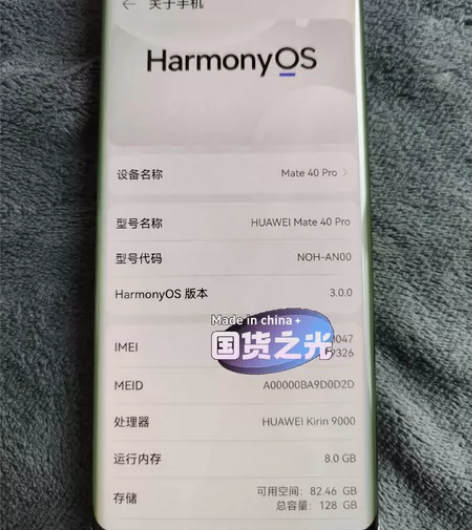 ← 关于手机
HarmonyOS
设备名称 Mate 40 Pro
型号名称 HUAWEI Mate 40 Pro
型号代码 NOH-AN00
HarmonyOS 版本 3.0.0
Made in china
国货之光
IMEI
MEID A00000BA9D0D2D
处理器 HUAWEI Kirin 9000
运行内存 8.0 GB
存储 可用空间: 82.46 GB
总容量: 128 GB